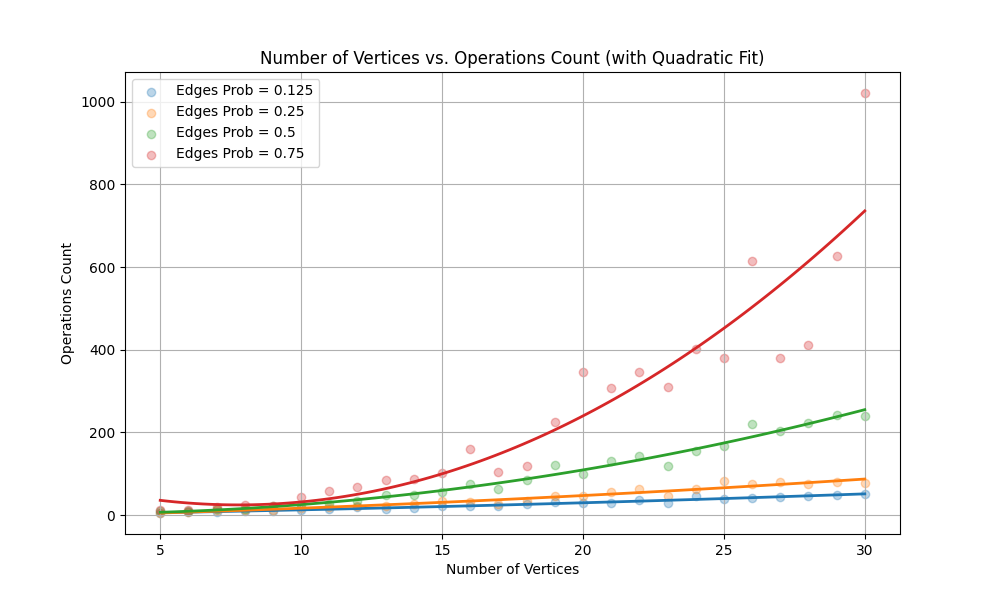 Number of Vertices vs. Operations Count (with Quadratic Fit)
Edges Prob = 0.125
Edges Prob = 0.25
Edges Prob = 0.5
Edges Prob = 0.75
Operations Count
1000
800
600
400
200
0
5 10 15 20 25 30
Number of Vertices